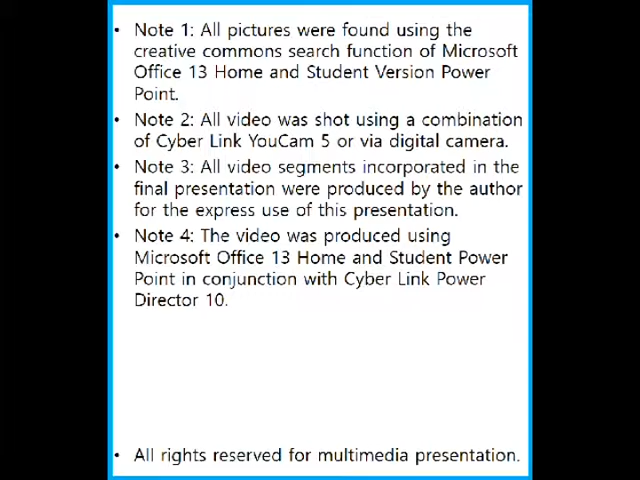 • Note 1: All pictures were found using the
creative commons search function of Microsoft
Office 13 Home and Student Version Power
Point.
• Note 2: All video was shot using a combination
of Cyber Link YouCam 5 or via digital camera.
• Note 3: All video segments incorporated in the
final presentation were produced by the author
for the express use of this presentation.
• Note 4: The video was produced using
Microsoft Office 13 Home and Student Power
Point in conjunction with Cyber Link Power
Director 10.
• All rights reserved for multimedia presentation.